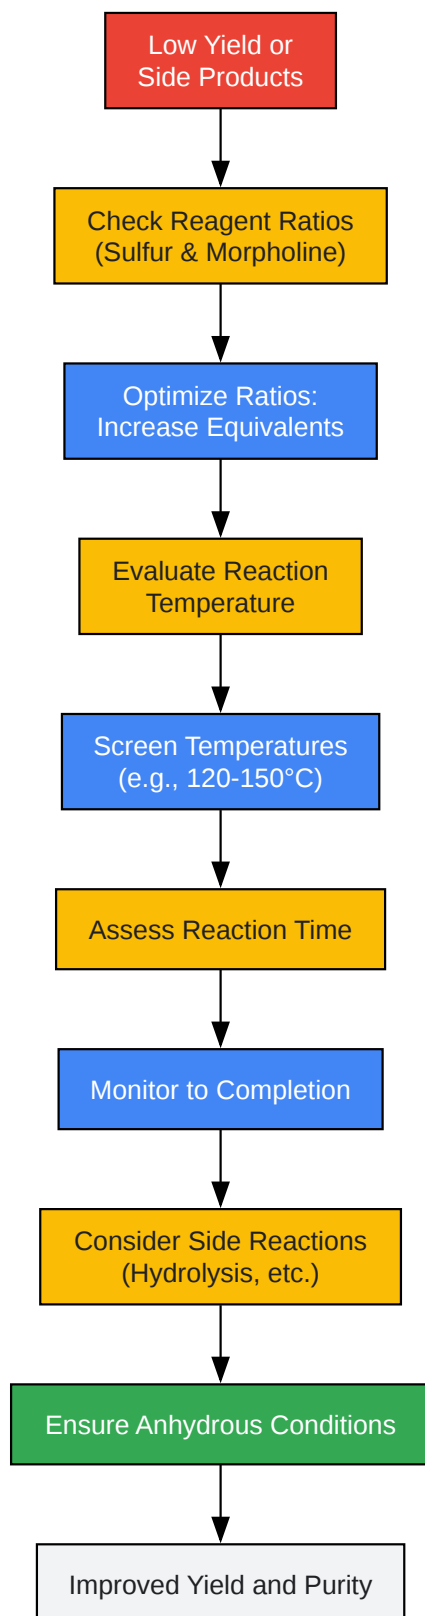 Low Yield or
Side Products
Check Reagent Ratios
(Sulfur & Morpholine)
Optimize Ratios:
Increase Equivalents
Evaluate Reaction
Temperature
Screen Temperatures
(e.g., 120-150°C)
Assess Reaction Time
Monitor to Completion
Consider Side Reactions
(Hydrolysis, etc.)
Ensure Anhydrous Conditions
Improved Yield and Purity